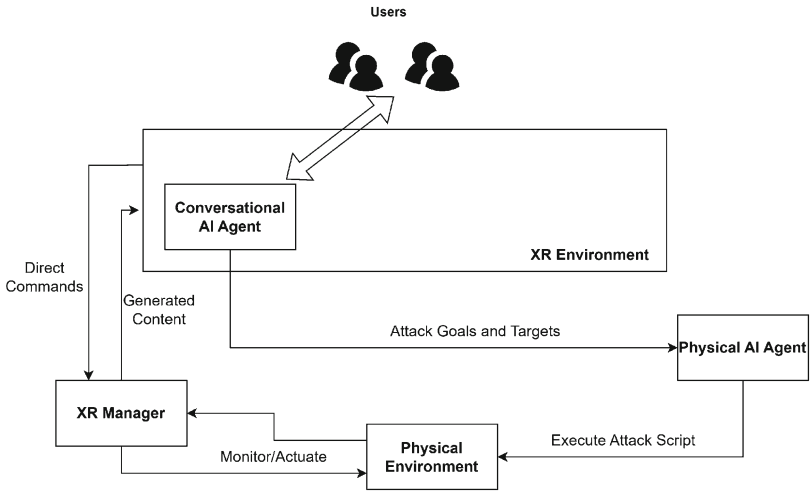 Users
Conversational
AI Agent
XR Environment
Direct
Commands
Generated
Content
Attack Goals and Targets
Physical AI Agent
XR Manager
Monitor/Actuate
Physical
Environment
Execute Attack Script